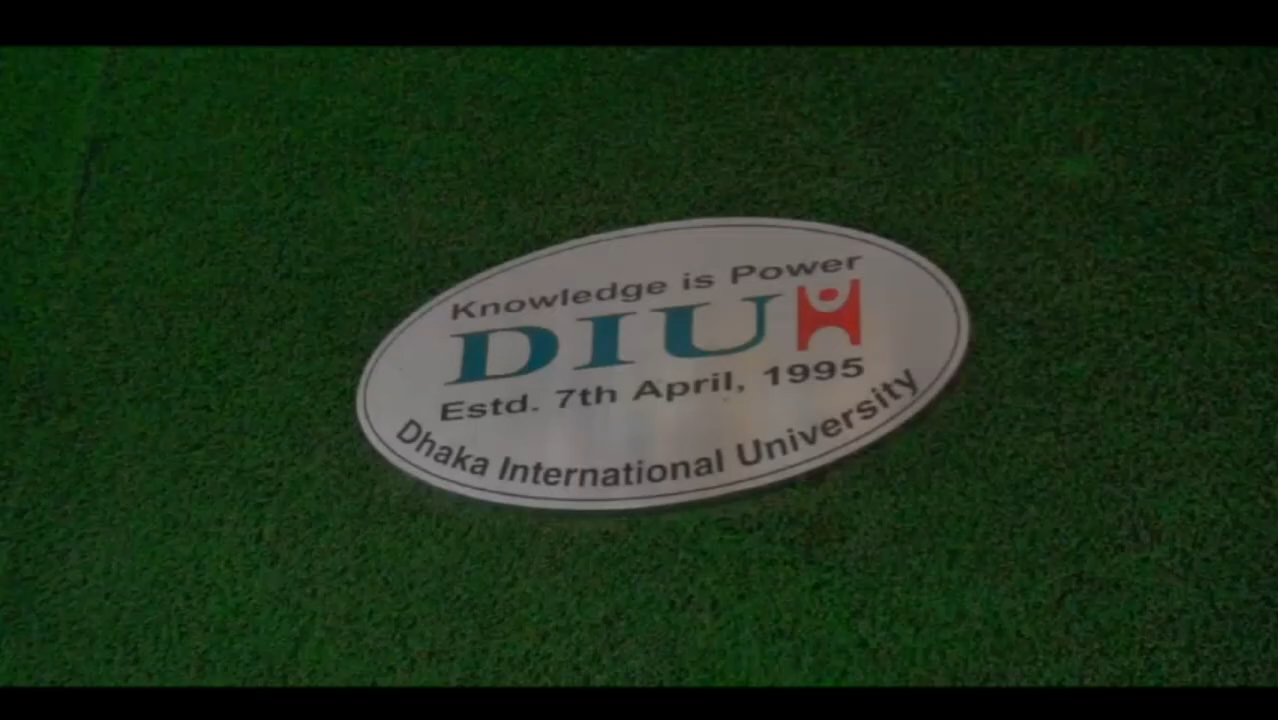 Knowledge is Power
DIU
Estd. 7th April, 1995
Dhaka International University